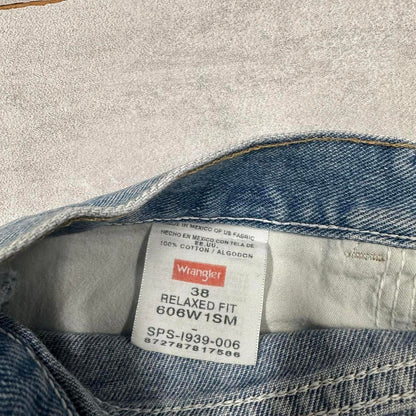 MADE IN MEXICO OF US FABRIC
HECHO EN MEXICO CON TELA DE
EE.UU.
100% COTTON / ALGODON
Wrangler
38
RELAXED FIT
606W1SM
-
SPS-I939-006
872787817586